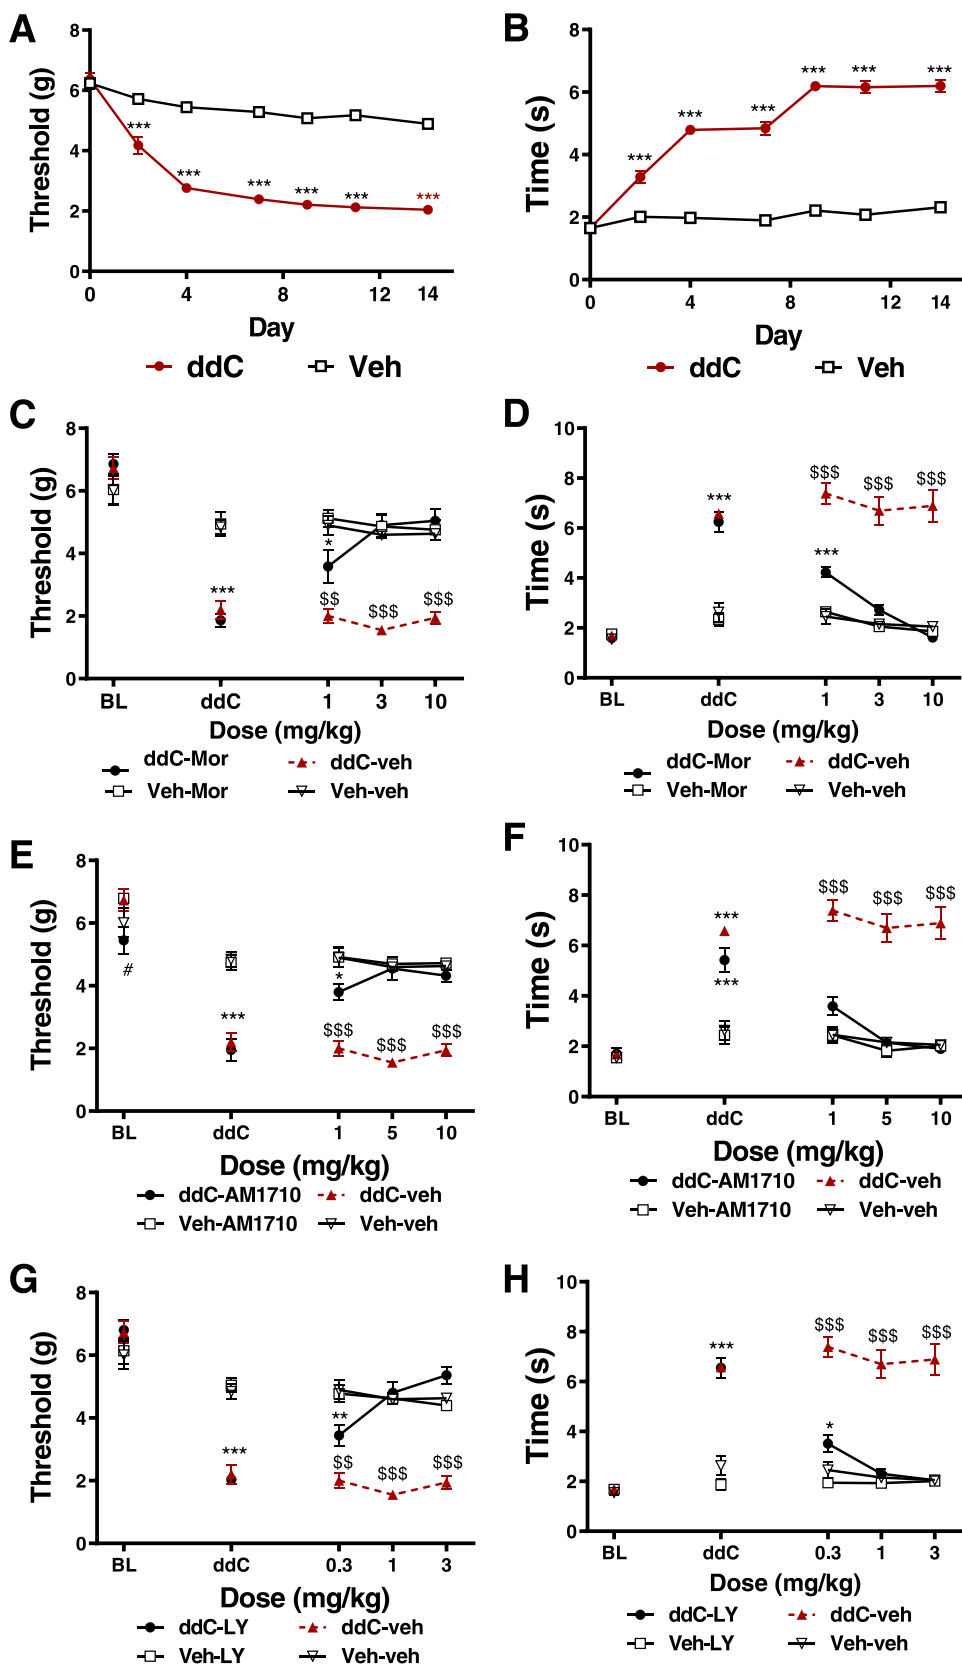 A
Threshold (g)
8
6
4
2
0
***
***
***
***
***
***
0
4
8
12
14
Day
ddC
Veh
B
Time (s)
8
6
4
2
0
***
***
***
***
***
***
0
4
8
12
14
Day
ddC
Veh
C
Threshold (g)
8
6
4
2
0
***
*
$$
$$$
$$$
BL
ddC
1
3
10
Dose (mg/kg)
ddC-Mor
ddC-veh
Veh-Mor
Veh-veh
D
Time (s)
10
8
6
4
2
0
***
***
$$$
$$$
$$$
BL
ddC
1
3
10
Dose (mg/kg)
ddC-Mor
ddC-veh
Veh-Mor
Veh-veh
E
Threshold (g)
8
6
4
2
0
#
***
*
$$$
$$$
$$$
BL
ddC
1
5
10
Dose (mg/kg)
ddC-AM1710
ddC-veh
Veh-AM1710
Veh-veh
F
Time (s)
10
8
6
4
2
0
***
***
$$$
$$$
$$$
BL
ddC
1
5
10
Dose (mg/kg)
ddC-AM1710
ddC-veh
Veh-AM1710
Veh-veh
G
Threshold (g)
8
6
4
2
0
***
**
$$
$$$
$$$
BL
ddC
0.3
1
3
Dose (mg/kg)
ddC-LY
ddC-veh
Veh-LY
Veh-veh
H
Time (s)
10
8
6
4
2
0
***
*
$$$
$$$
$$$
BL
ddC
0.3
1
3
Dose (mg/kg)
ddC-LY
ddC-veh
Veh-LY
Veh-veh